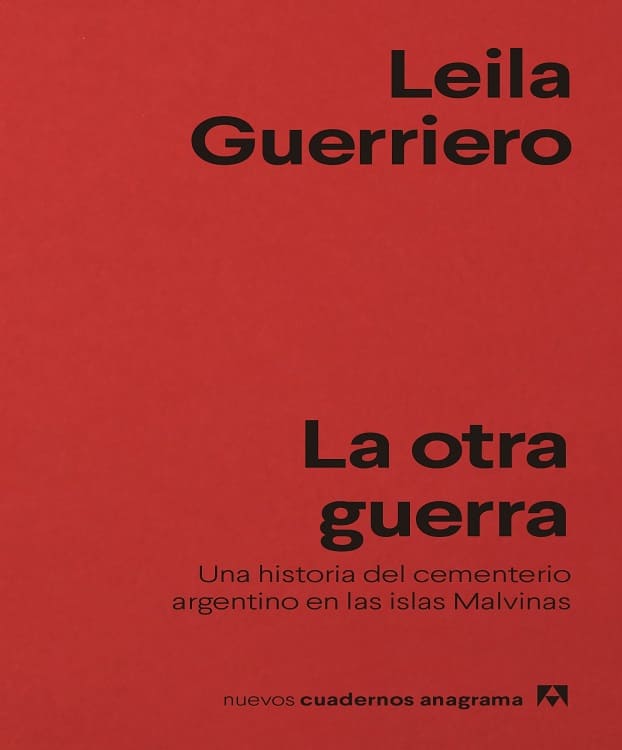 Leila
Guerriero
La otra
guerra
Una historia del cementerio
argentino en las islas Malvinas
nuevos cuadernos anagrama